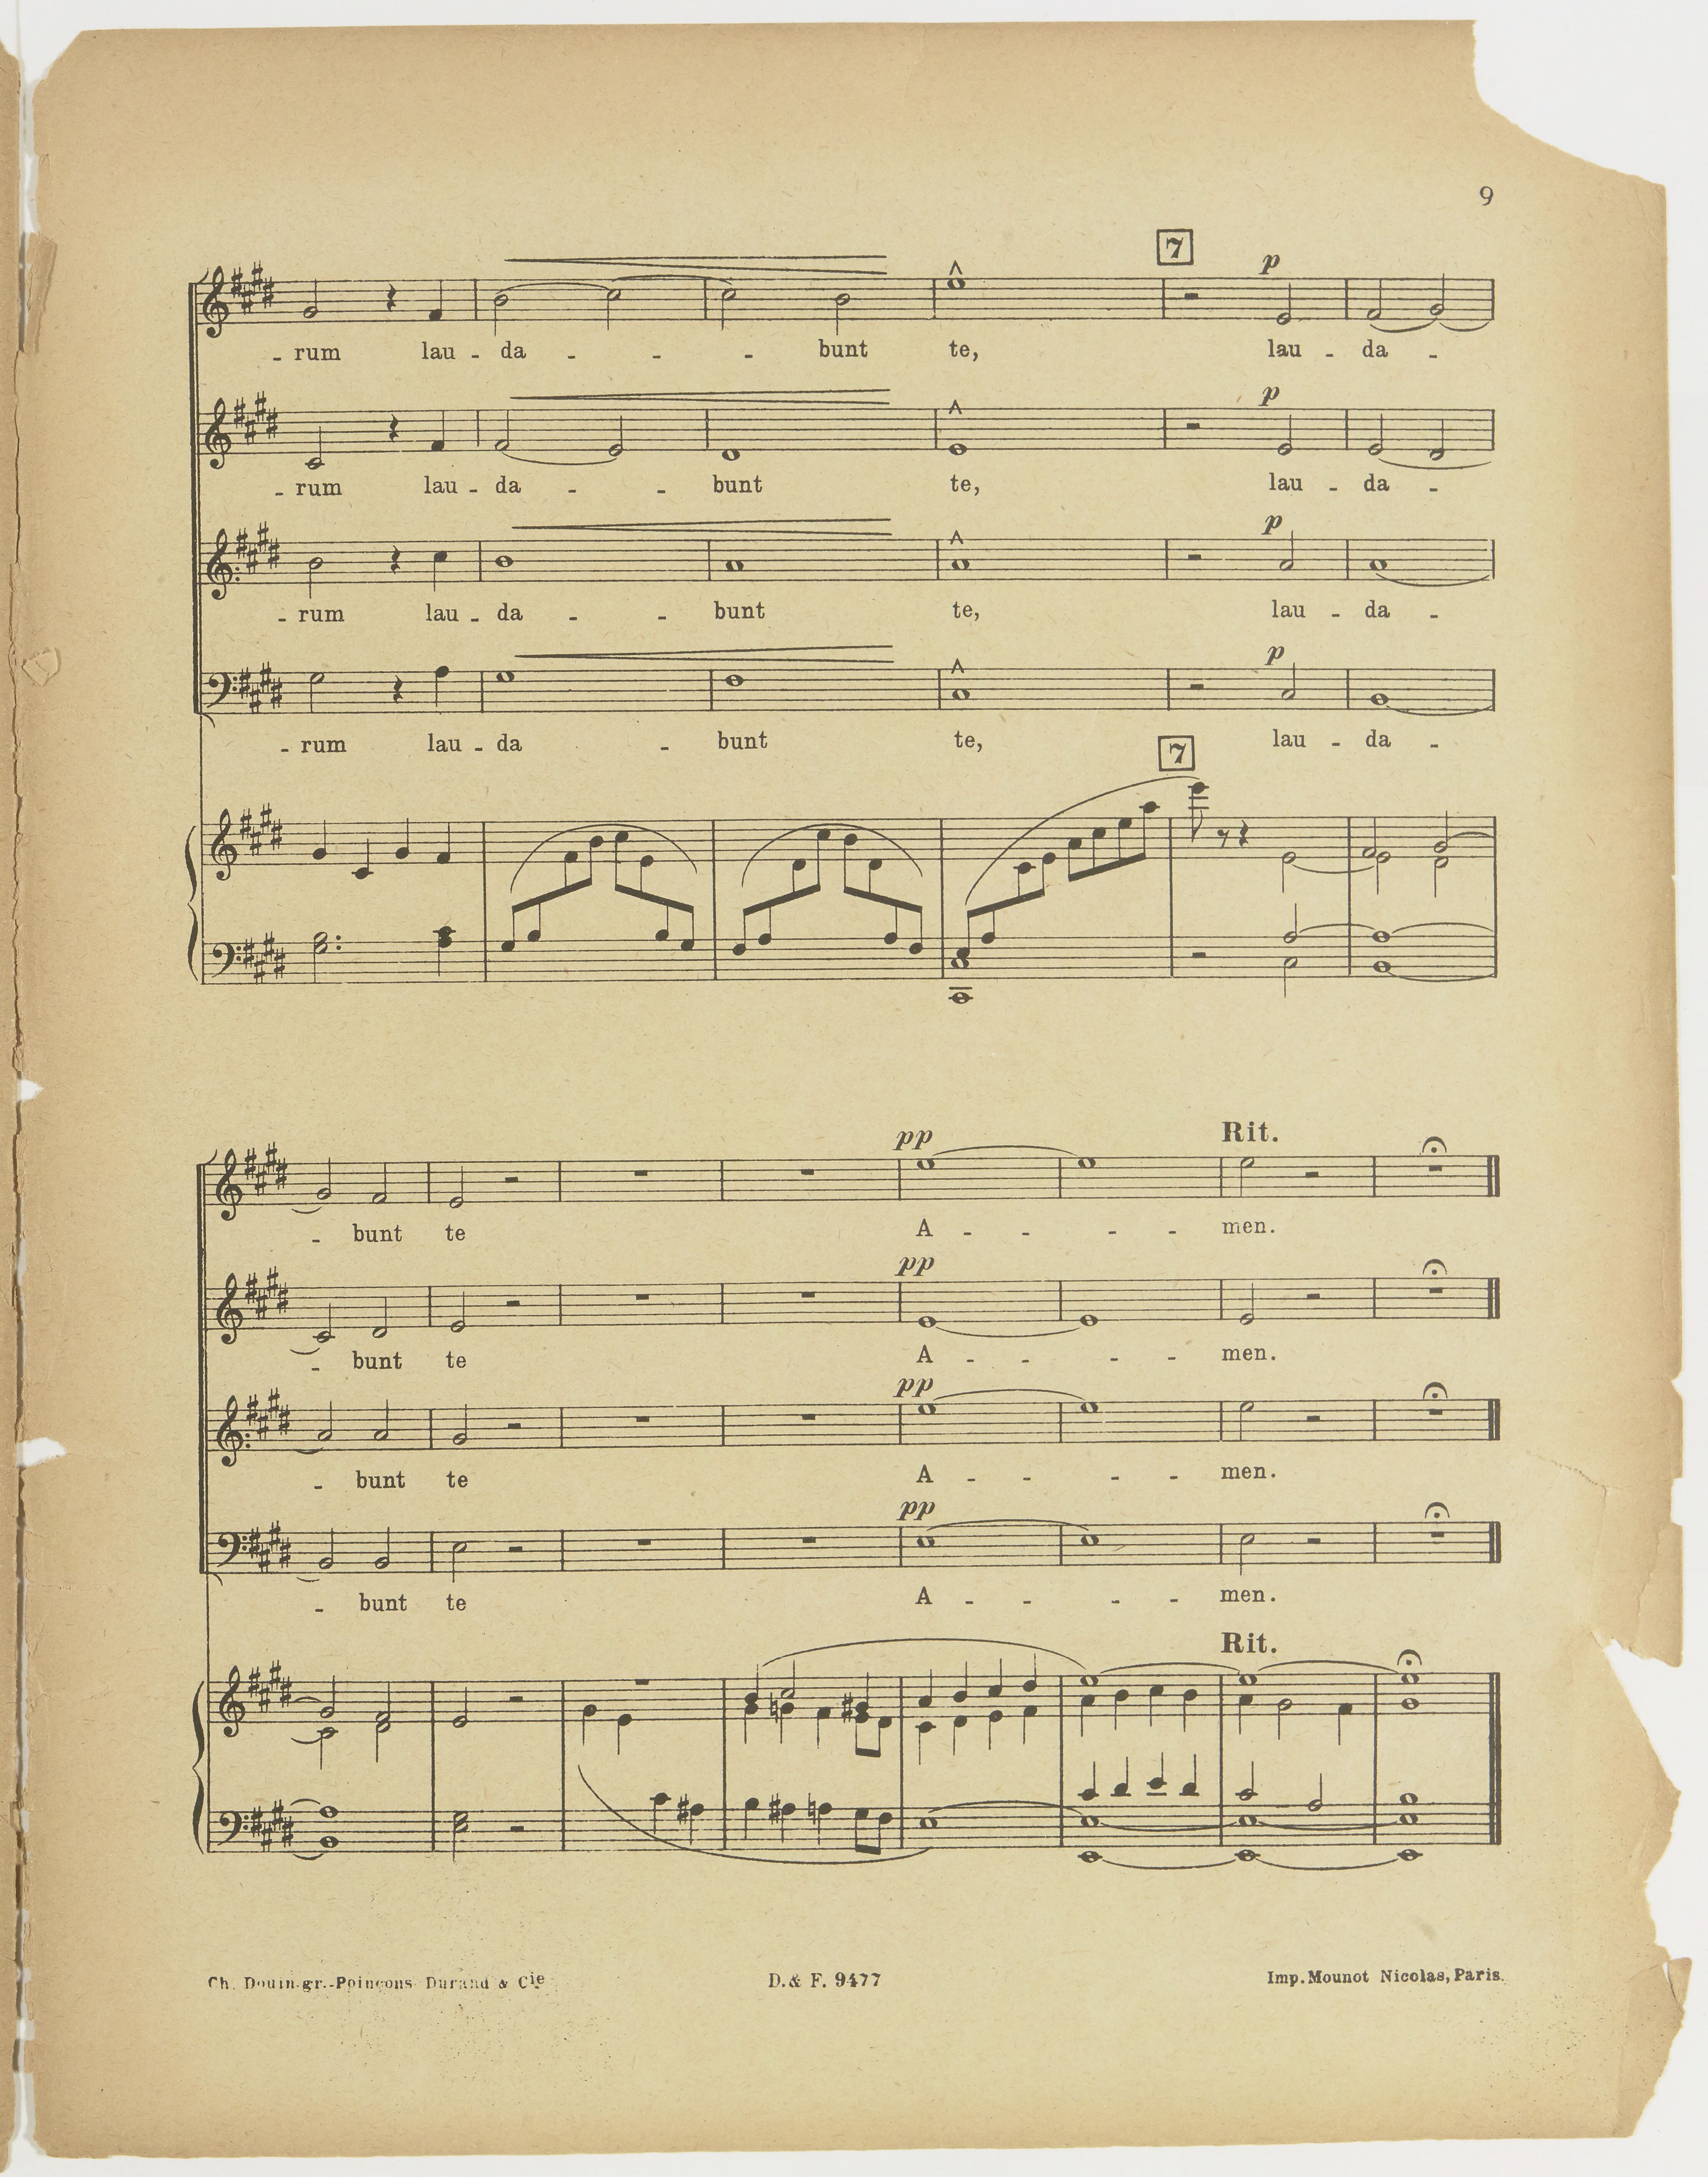 9
7
p
- rum lau - da - - - bunt te, lau - da -
p
- rum lau - da - - bunt te, lau - da -
p
- rum lau - da - - bunt te, lau - da -
p
- rum lau - da - bunt te, lau - da -
7
pp Rit.
- bunt te A - - - - men.
pp
- bunt te A - - - - men.
pp
- bunt te A - - - - men.
pp
- bunt te A - - - - men.
Rit.
Ch. Douin gr.-Poinçons Durand & Cie D. & F. 9477 Imp. Mounot Nicolas, Paris.